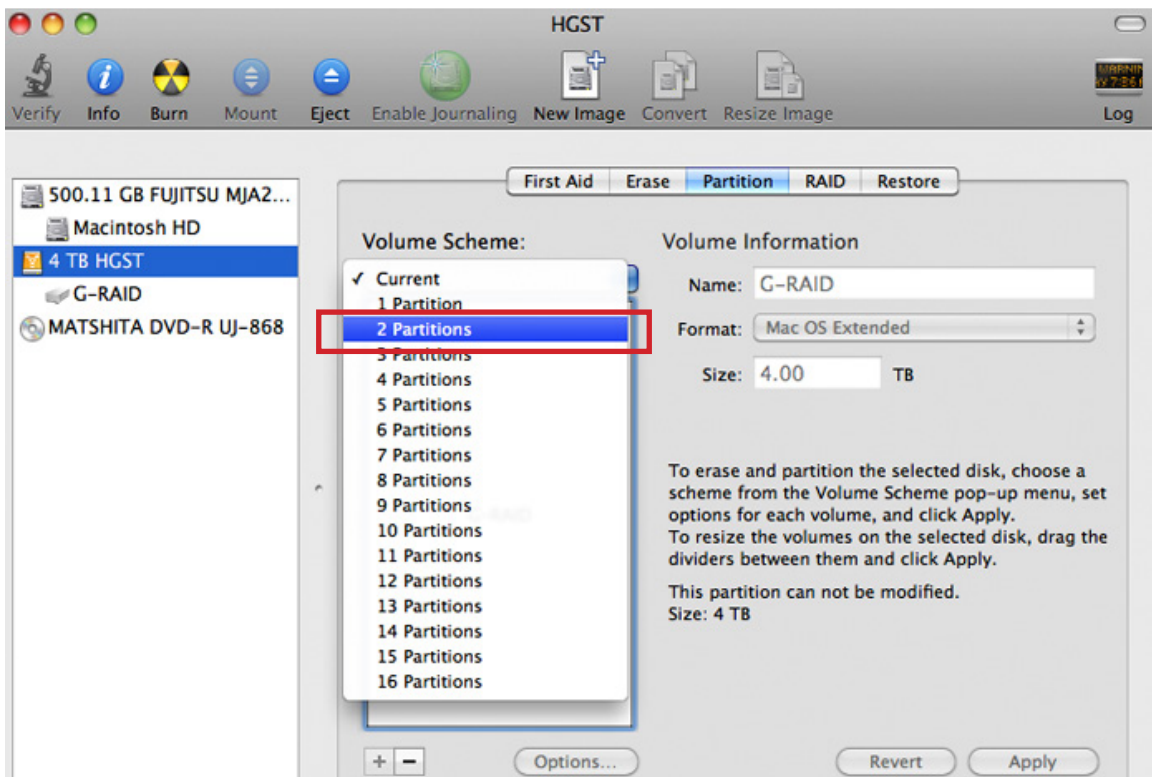 HGST
Verify Info Burn Mount Eject Enable Journaling New Image Convert Resize Image Log
First Aid Erase Partition RAID Restore
500.11 GB FUJITSU MJA2...
Macintosh HD
4 TB HGST
G-RAID
MATSHITA DVD-R UJ-868
Volume Scheme:
✓ Current
1 Partition
2 Partitions
3 Partitions
4 Partitions
5 Partitions
6 Partitions
7 Partitions
8 Partitions
9 Partitions
10 Partitions
11 Partitions
12 Partitions
13 Partitions
14 Partitions
15 Partitions
16 Partitions
+ −
Options...
Volume Information
Name: G-RAID
Format: Mac OS Extended
Size: 4.00 TB
To erase and partition the selected disk, choose a
scheme from the Volume Scheme pop-up menu, set
options for each volume, and click Apply.
To resize the volumes on the selected disk, drag the
dividers between them and click Apply.
This partition can not be modified.
Size: 4 TB
Revert Apply